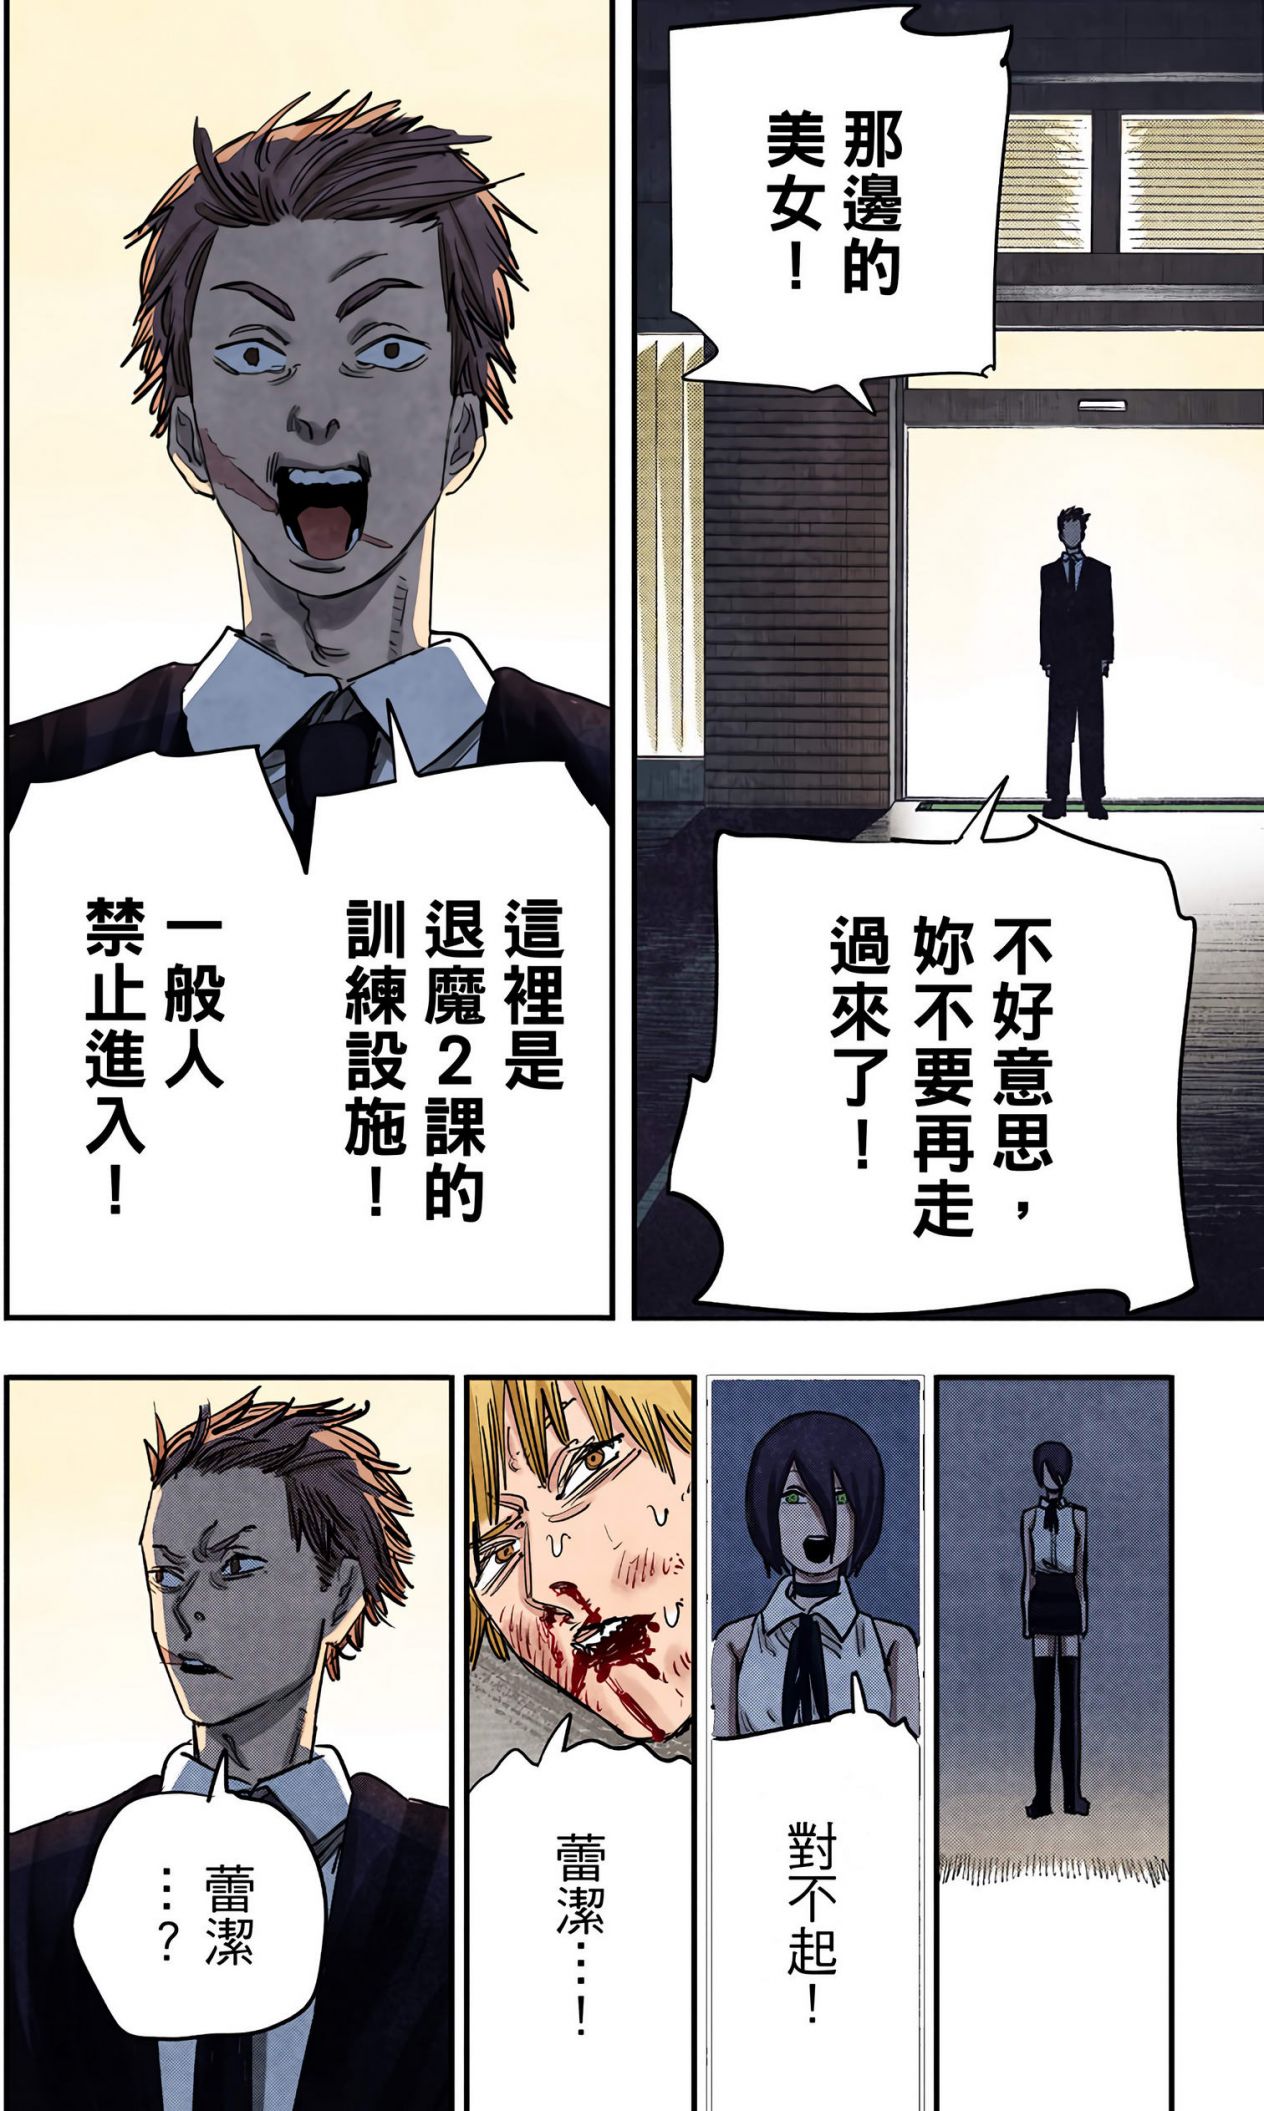 那邊的
美女！
不好意思，
妳不要再走
過來了！
這裡是
退魔2課的
訓練設施！
一般人
禁止進入！
對不起！
蕾潔…！
蕾潔
…？